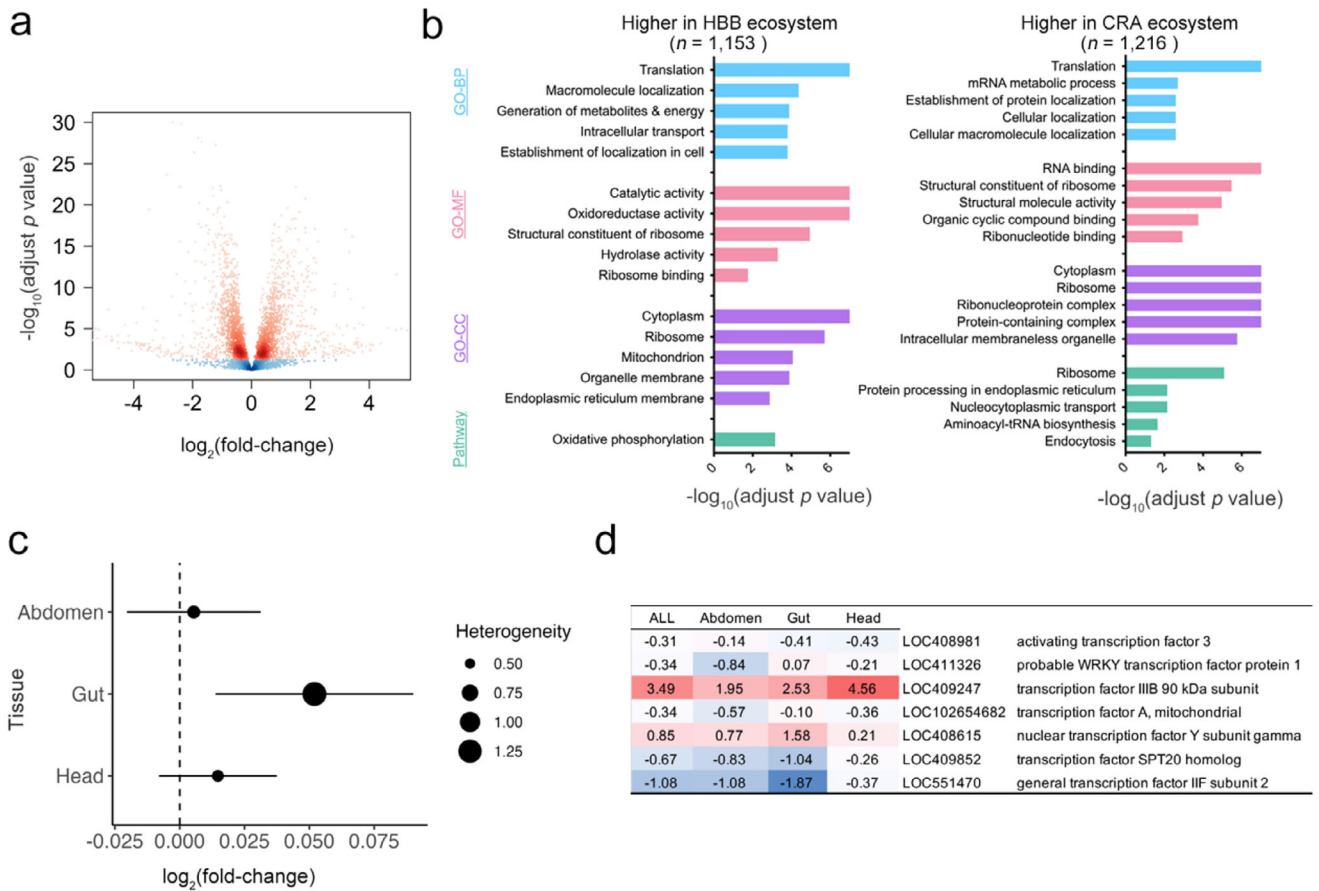 a
-log10(adjust p value)
30
25
20
15
10
5
0
-4
-2
0
2
4
log2(fold-change)
b
Higher in HBB ecosystem
(n = 1,153 )
GO-BP
Translation
Macromolecule localization
Generation of metabolites & energy
Intracellular transport
Establishment of localization in cell
GO-MF
Catalytic activity
Oxidoreductase activity
Structural constituent of ribosome
Hydrolase activity
Ribosome binding
GO-CC
Cytoplasm
Ribosome
Mitochondrion
Organelle membrane
Endoplasmic reticulum membrane
Pathway
Oxidative phosphorylation
0
2
4
6
-log10(adjust p value)
Higher in CRA ecosystem
(n = 1,216 )
Translation
mRNA metabolic process
Establishment of protein localization
Cellular localization
Cellular macromolecule localization
RNA binding
Structural constituent of ribosome
Structural molecule activity
Organic cyclic compound binding
Ribonucleotide binding
Cytoplasm
Ribosome
Ribonucleoprotein complex
Protein-containing complex
Intracellular membraneless organelle
Ribosome
Protein processing in endoplasmic reticulum
Nucleocytoplasmic transport
Aminoacyl-tRNA biosynthesis
Endocytosis
0
2
4
6
-log10(adjust p value)
c
Tissue
Abdomen
Gut
Head
-0.025 0.000 0.025 0.050 0.075
log2(fold-change)
Heterogeneity
0.50
0.75
1.00
1.25
d
ALL Abdomen Gut Head
-0.31 -0.14 -0.41 -0.43 LOC408981 activating transcription factor 3
-0.34 -0.84 0.07 -0.21 LOC411326 probable WRKY transcription factor protein 1
3.49 1.95 2.53 4.56 LOC409247 transcription factor IIIB 90 kDa subunit
-0.34 -0.57 -0.10 -0.36 LOC102654682 transcription factor A, mitochondrial
0.85 0.77 1.58 0.21 LOC408615 nuclear transcription factor Y subunit gamma
-0.67 -0.83 -1.04 -0.26 LOC409852 transcription factor SPT20 homolog
-1.08 -1.08 -1.87 -0.37 LOC551470 general transcription factor IIF subunit 2